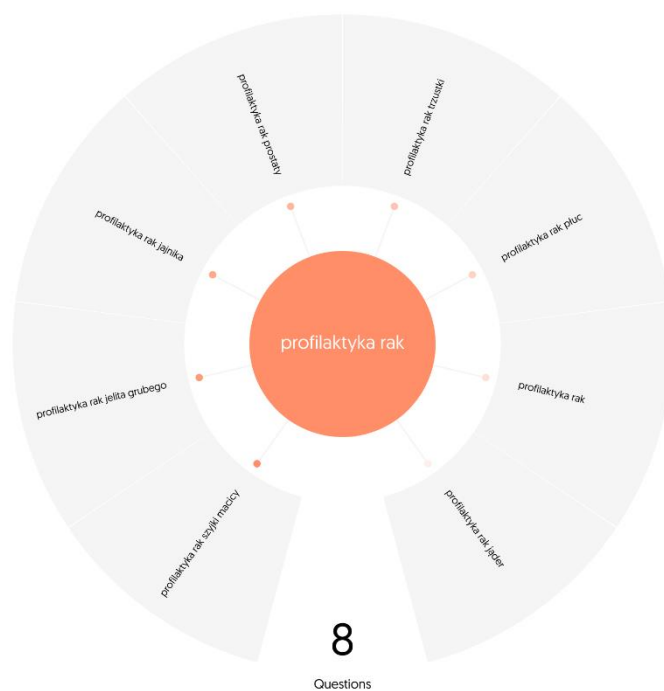 profilaktyka rak prostaty
profilaktyka rak trzustki
profilaktyka rak jajnika
profilaktyka rak płuc
profilaktyka rak
profilaktyka rak jelita grubego
profilaktyka rak
profilaktyka rak szyjki macicy
profilaktyka rak jąder
8
Questions